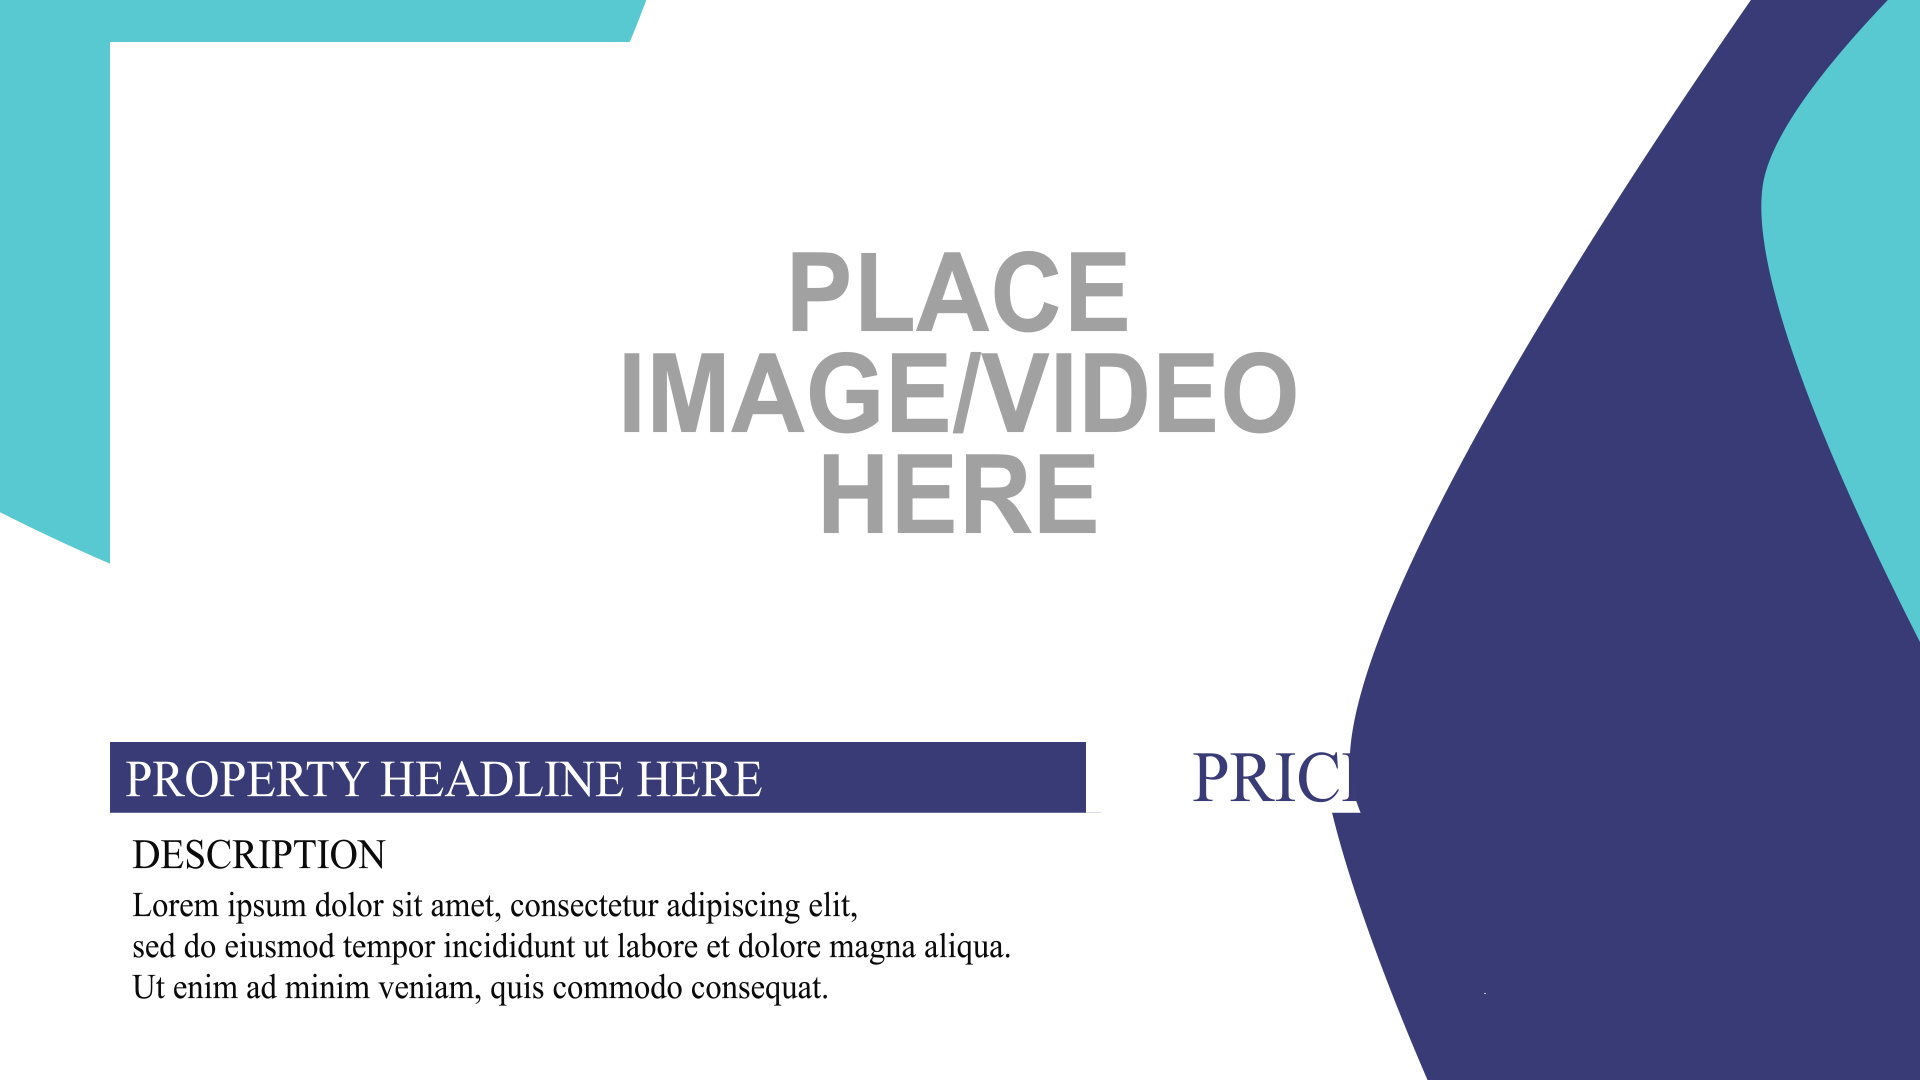 PLACE
IMAGE/VIDEO
HERE
PROPERTY HEADLINE HERE
DESCRIPTION
Lorem ipsum dolor sit amet, consectetur adipiscing elit,
sed do eiusmod tempor incididunt ut labore et dolore magna aliqua.
Ut enim ad minim veniam, quis commodo consequat.